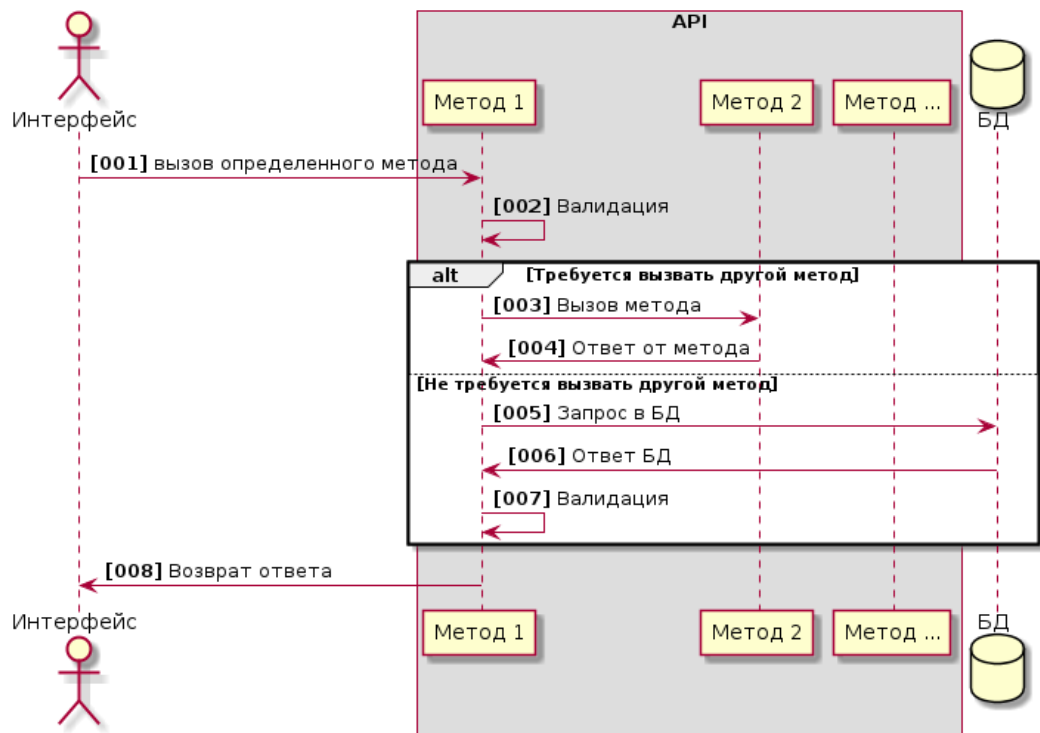 API
Метод 1
Метод 2
Метод ...
Интерфейс
БД
[001] вызов определенного метода
[002] Валидация
alt [Требуется вызвать другой метод]
[003] Вызов метода
[004] Ответ от метода
[Не требуется вызвать другой метод]
[005] Запрос в БД
[006] Ответ БД
[007] Валидация
[008] Возврат ответа
Интерфейс
Метод 1
Метод 2
Метод ...
БД